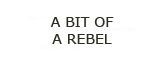 A BIT OF
A REBEL